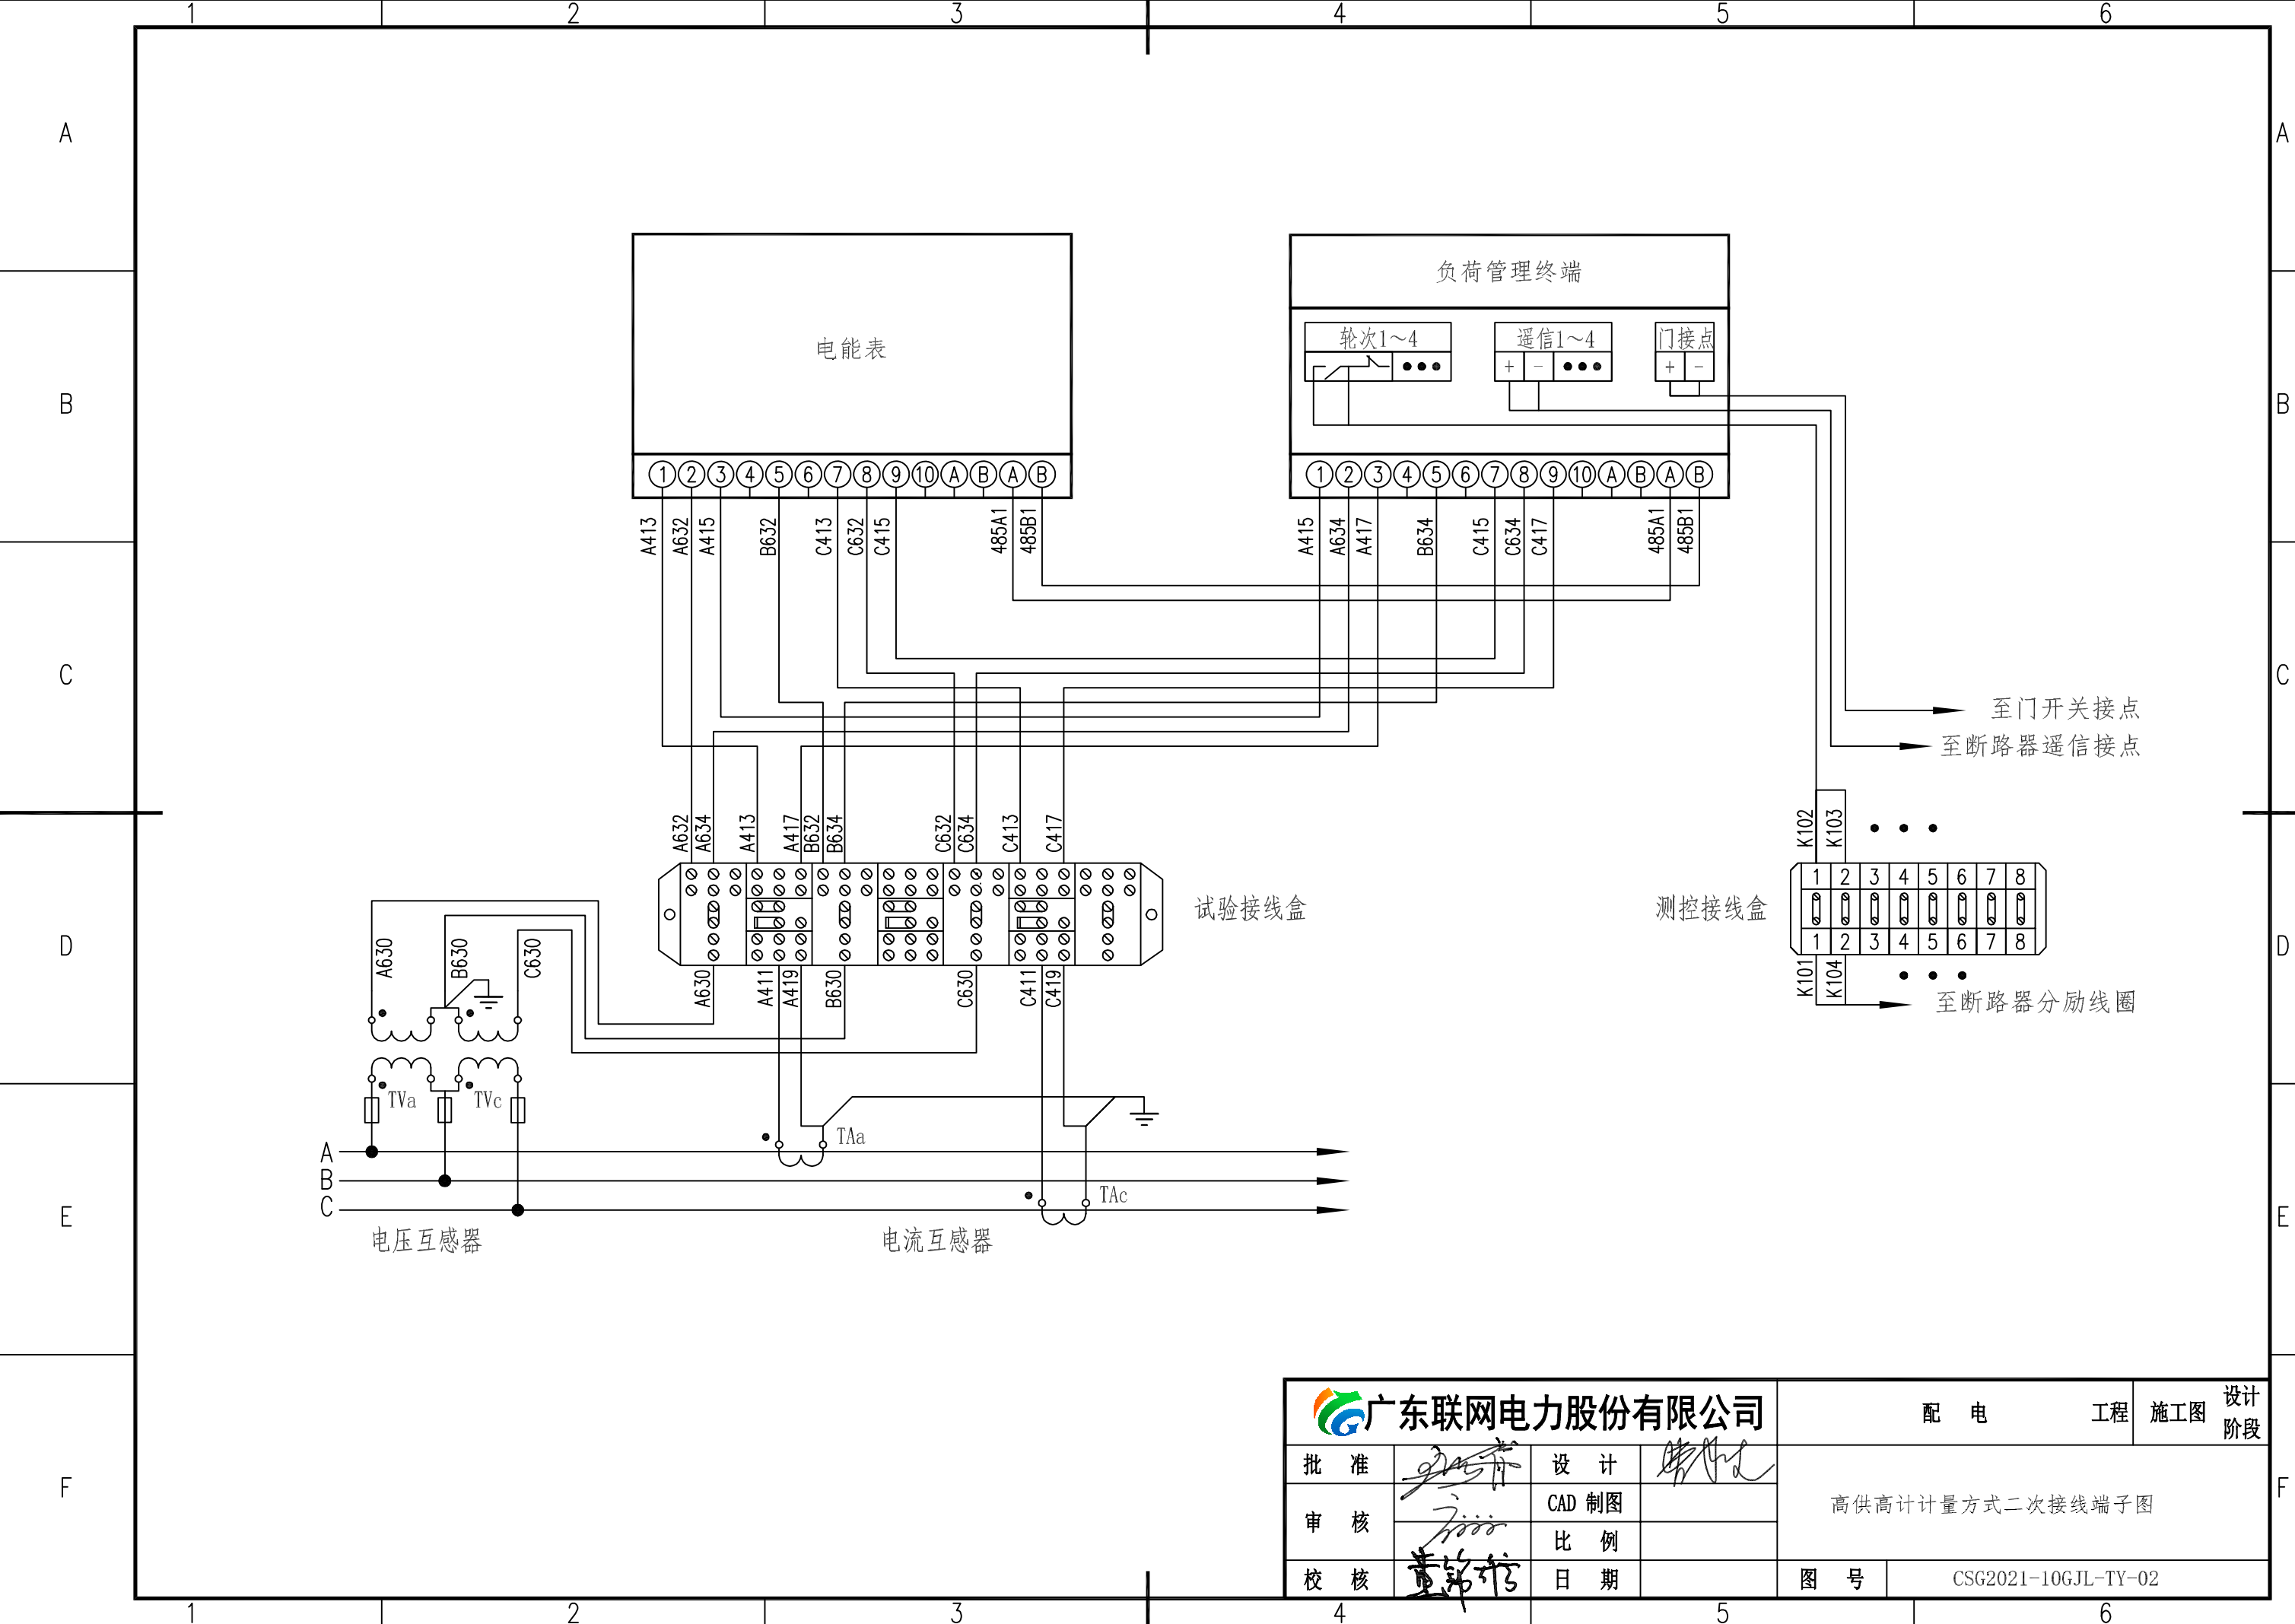 1 2 3 4 5 6
A A
B B
C C
D D
E E
F F
电能表
1 2 3 4 5 6 7 8 9 10 A B A B
A413 A632 A415 B632 C413 C632 C415 485A1 485B1
负荷管理终端
轮次1～4 遥信1～4 门接点
+ - + -
1 2 3 4 5 6 7 8 9 10 A B A B
A415 A634 A417 B634 C415 C634 C417 485A1 485B1
至门开关接点
至断路器遥信接点
A632 A634 A413 A417 B632 B634 C632 C634 C413 C417
试验接线盒
A630 A411 A419 B630 C630 C411 C419
K102 K103
测控接线盒
1 2 3 4 5 6 7 8
1 2 3 4 5 6 7 8
K101 K104
至断路器分励线圈
A630 B630 C630
TVa TVc
TAa
TAc
A
B
C
电压互感器 电流互感器
广东联网电力股份有限公司
配 电 工程 施工图 设计阶段
批 准 设 计
审 核 CAD 制图
比 例
校 核 日 期
高供高计计量方式二次接线端子图
图 号 CSG2021-10GJL-TY-02
1 2 3 4 5 6